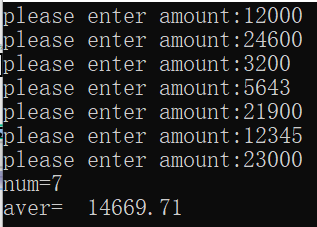 please enter amount:12000
please enter amount:24600
please enter amount:3200
please enter amount:5643
please enter amount:21900
please enter amount:12345
please enter amount:23000
num=7
aver=  14669.71